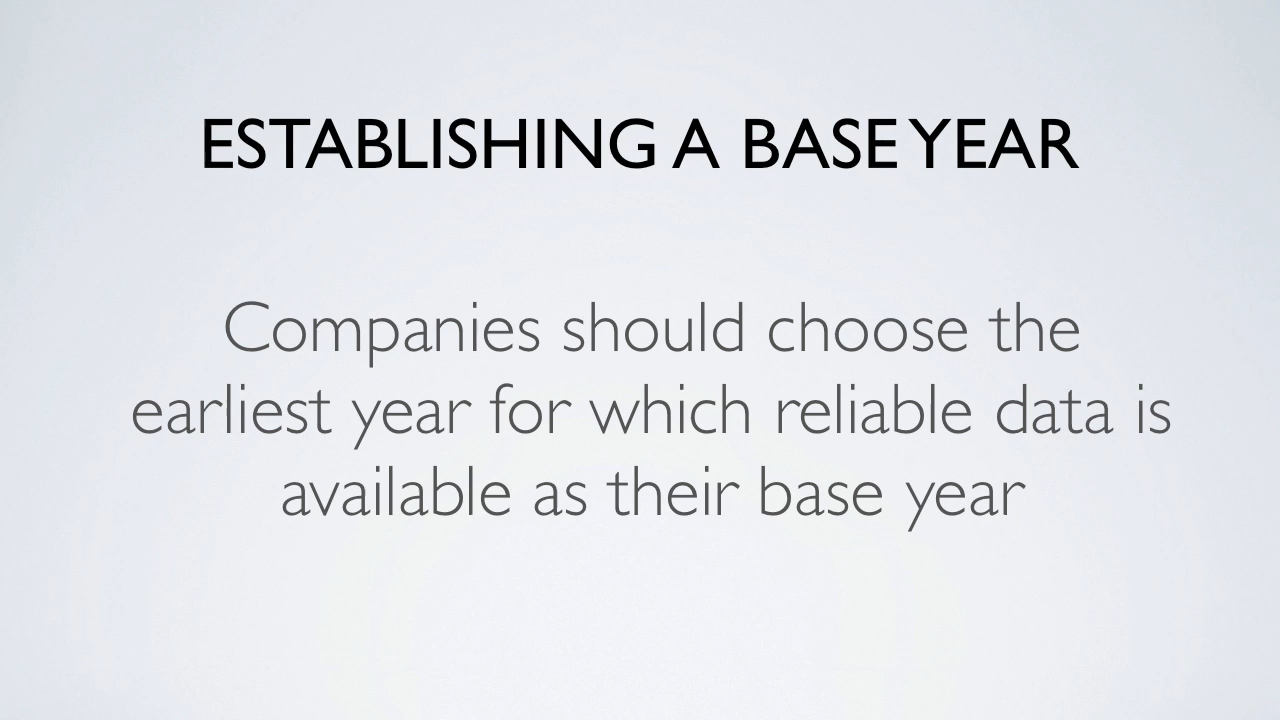 ESTABLISHING A BASE YEAR
Companies should choose the
earliest year for which reliable data is
available as their base year